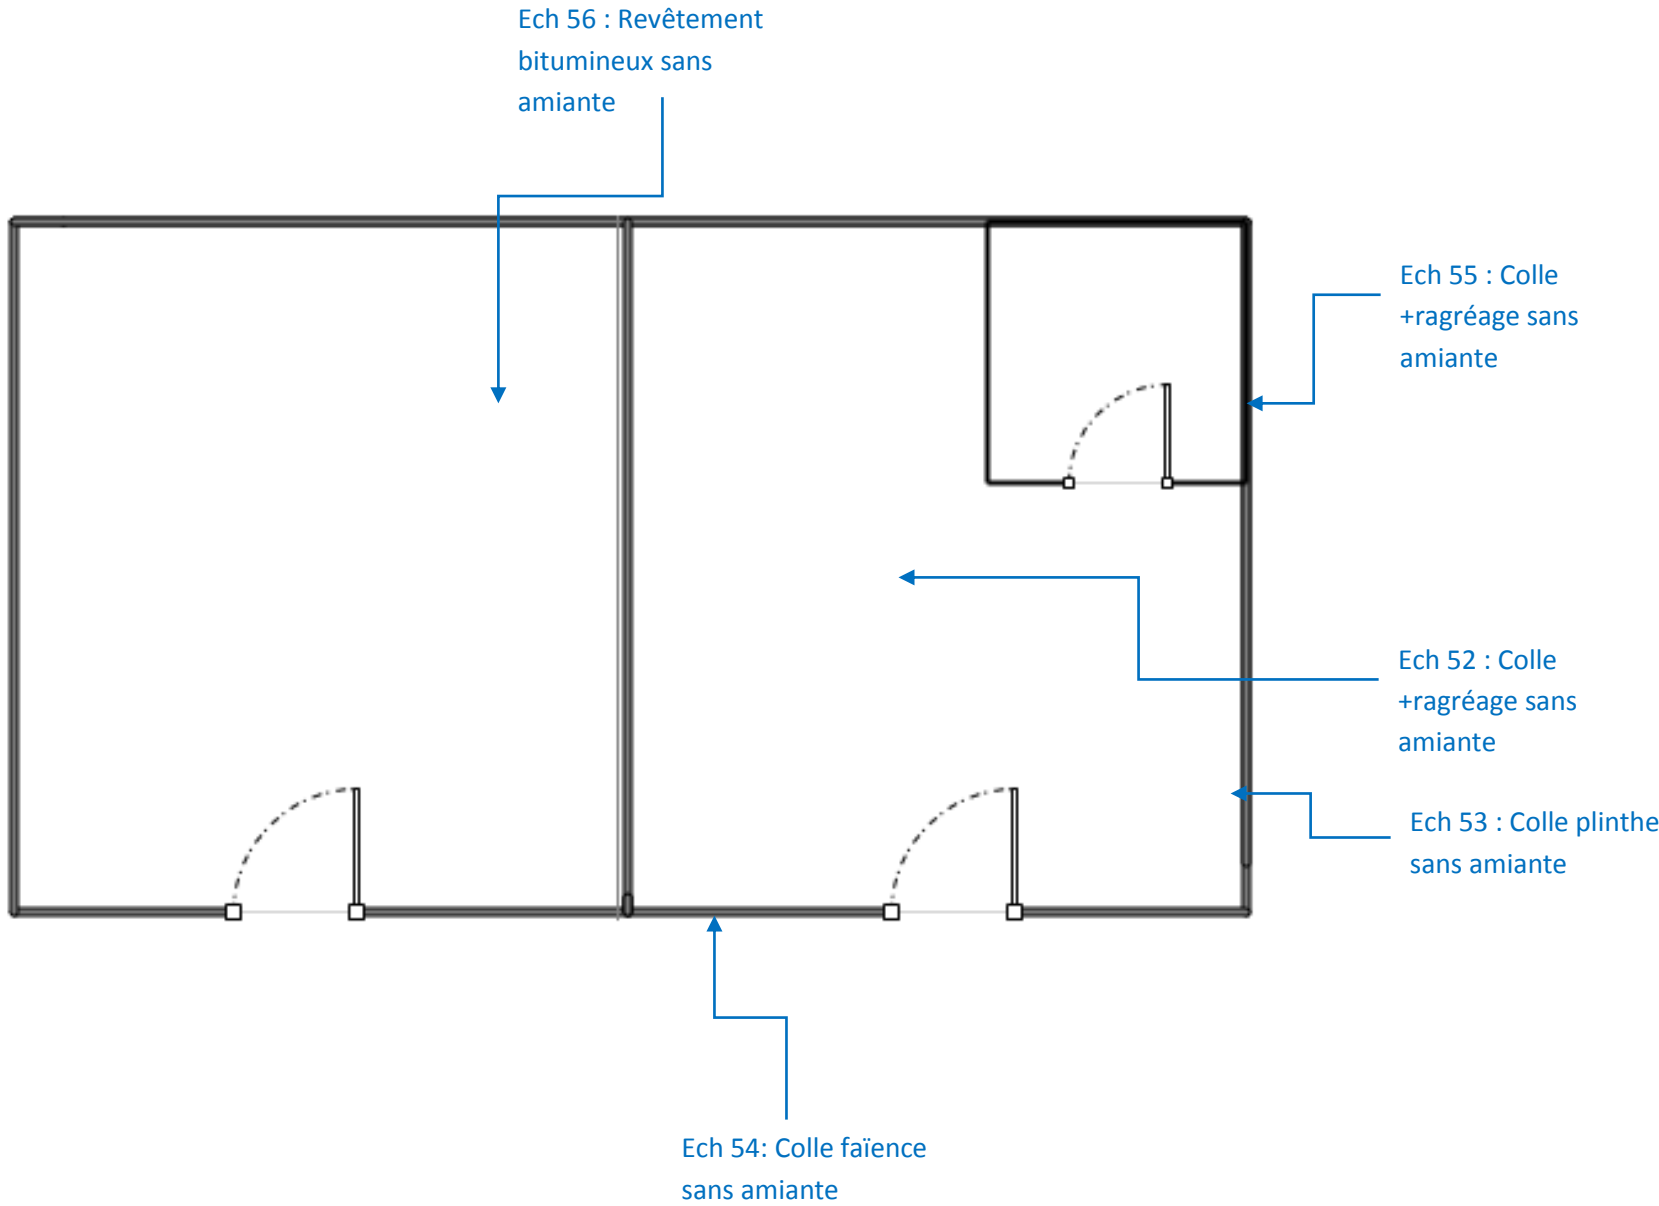 Ech 56 : Revêtement
bitumineux sans
amiante
Ech 55 : Colle
+ragréage sans
amiante
Ech 52 : Colle
+ragréage sans
amiante
Ech 53 : Colle plinthe
sans amiante
Ech 54: Colle faïence
sans amiante